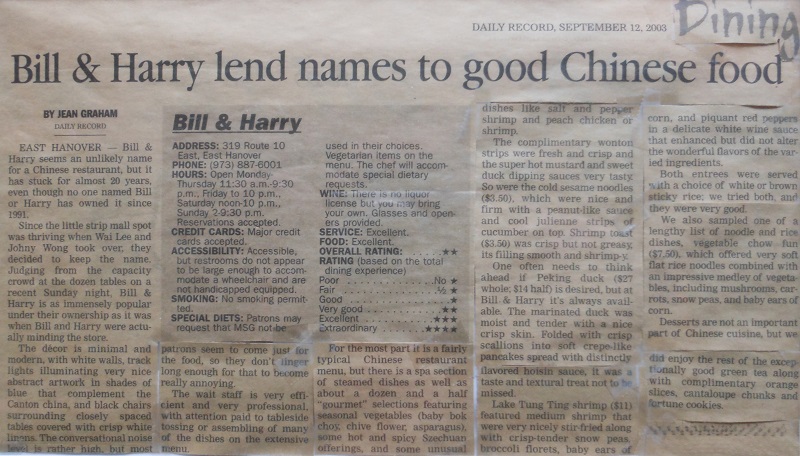 DAILY RECORD, SEPTEMBER 12, 2003
Dining
Bill & Harry lend names to good Chinese food
BY JEAN GRAHAM
DAILY RECORD
EAST HANOVER — Bill &
Harry seems an unlikely name
for a Chinese restaurant, but it
has stuck for almost 20 years,
even though no one named Bill
or Harry has owned it since
1991.
Since the little strip mall spot
was thriving when Wai Lee and
Johny Wong took over, they
decided to keep the name.
Judging from the capacity
crowd at the dozen tables on a
recent Sunday night, Bill &
Harry is as immensely popular
under their ownership as it was
when Bill and Harry were actu-
ally minding the store.
The décor is minimal and
modern, with white walls, track
lights illuminating very nice
abstract artwork in shades of
blue that complement the
Canton china, and black chairs
surrounding closely spaced
tables covered with crisp white
linens. The conversational noise
level is rather high, but most
Bill & Harry
ADDRESS: 319 Route 10
East, East Hanover
PHONE: (973) 887-6001
HOURS: Open Monday-
Thursday 11:30 a.m.-9:30
p.m., Friday to 10 p.m.,
Saturday noon-10 p.m.,
Sunday 2-9:30 p.m.
Reservations accepted.
CREDIT CARDS: Major credit
cards accepted.
ACCESSIBILITY: Accessible,
but restrooms do not appear
to be large enough to accom-
modate a wheelchair and are
not handicapped equipped.
SMOKING: No smoking permit-
ted.
SPECIAL DIETS: Patrons may
request that MSG not be
used in their choices.
Vegetarian items on the
menu. The chef will accom-
modate special dietary
requests.
WINE: There is no liquor
license but you may bring
your own. Glasses and open-
ers provided.
SERVICE: Excellent.
FOOD: Excellent.
OVERALL RATING: . . . . . ★★
RATING (based on the total
dining experience)
Poor . . . . . . . . . . . . . .No ★
Fair . . . . . . . . . . . . . . .½ ★
Good . . . . . . . . . . . . . . . ★
Very good . . . . . . . . . . ★★
Excellent . . . . . . . . . .★★★
Extraordinary . . . . . .★★★★
patrons seem to come just for
the food, so they don't linger
long enough for that to become
really annoying.
The wait staff is very effi-
cient and very professional,
with attention paid to tableside
tossing or assembling of many
of the dishes on the extensive
menu.
For the most part it is a fairly
typical Chinese restaurant
menu, but there is a spa section
of steamed dishes as well as
about a dozen and a half
"gourmet" selections featuring
seasonal vegetables (baby bok
choy, chive flower, asparagus),
some hot and spicy Szechuan
offerings, and some unusual
dishes like salt and pepper
shrimp and peach chicken or
shrimp.
The complimentary wonton
strips were fresh and crisp and
the super hot mustard and sweet
duck dipping sauces very tasty.
So were the cold sesame noodles
($3.50), which were nice and
firm with a peanut-like sauce
and cool julienne strips of
cucumber on top. Shrimp toast
($3.50) was crisp but not greasy,
its filling smooth and shrimp-y.
One often needs to think
ahead if Peking duck ($27
whole; $14 half) is desired, but at
Bill & Harry it's always avail-
able. The marinated duck was
moist and tender with a nice
crisp skin. Folded with crisp
scallions into soft crepe-like
pancakes spread with distinctly
flavored hoisin sauce, it was a
taste and textural treat not to be
missed.
Lake Tung Ting shrimp ($11)
featured medium shrimp that
were very nicely stir-fried along
with crisp-tender snow peas,
broccoli florets, baby ears of
corn, and piquant red peppers
in a delicate white wine sauce
that enhanced but did not alter
the wonderful flavors of the var-
ied ingredients.
Both entrees were served
with a choice of white or brown
sticky rice; we tried both, and
they were very good.
We also sampled one of a
lengthy list of noodle and rice
dishes, vegetable chow fun
($7.50), which offered very soft
flat rice noodles combined with
an impressive medley of vegeta-
bles, including mushrooms, car-
rots, snow peas, and baby ears of
corn.
Desserts are not an important
part of Chinese cuisine, but we
did enjoy the rest of the excep-
tionally good green tea along
with complimentary orange
slices, cantaloupe chunks and
fortune cookies.